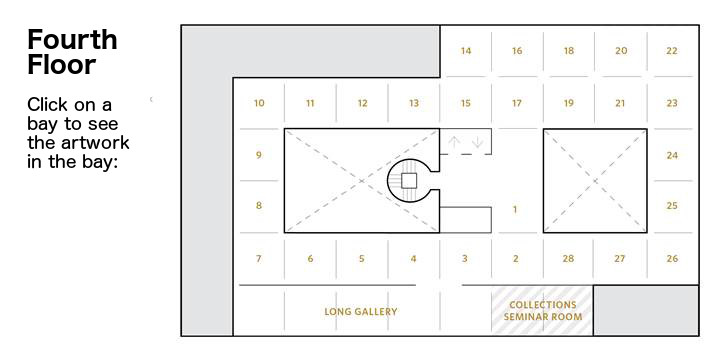 Fourth
Floor
Click on a
bay to see
the artwork
in the bay:
14 16 18 20 22
10 11 12 13 15 17 19 21 23
9 24
8 1 25
7 6 5 4 3 2 28 27 26
LONG GALLERY
COLLECTIONS
SEMINAR ROOM